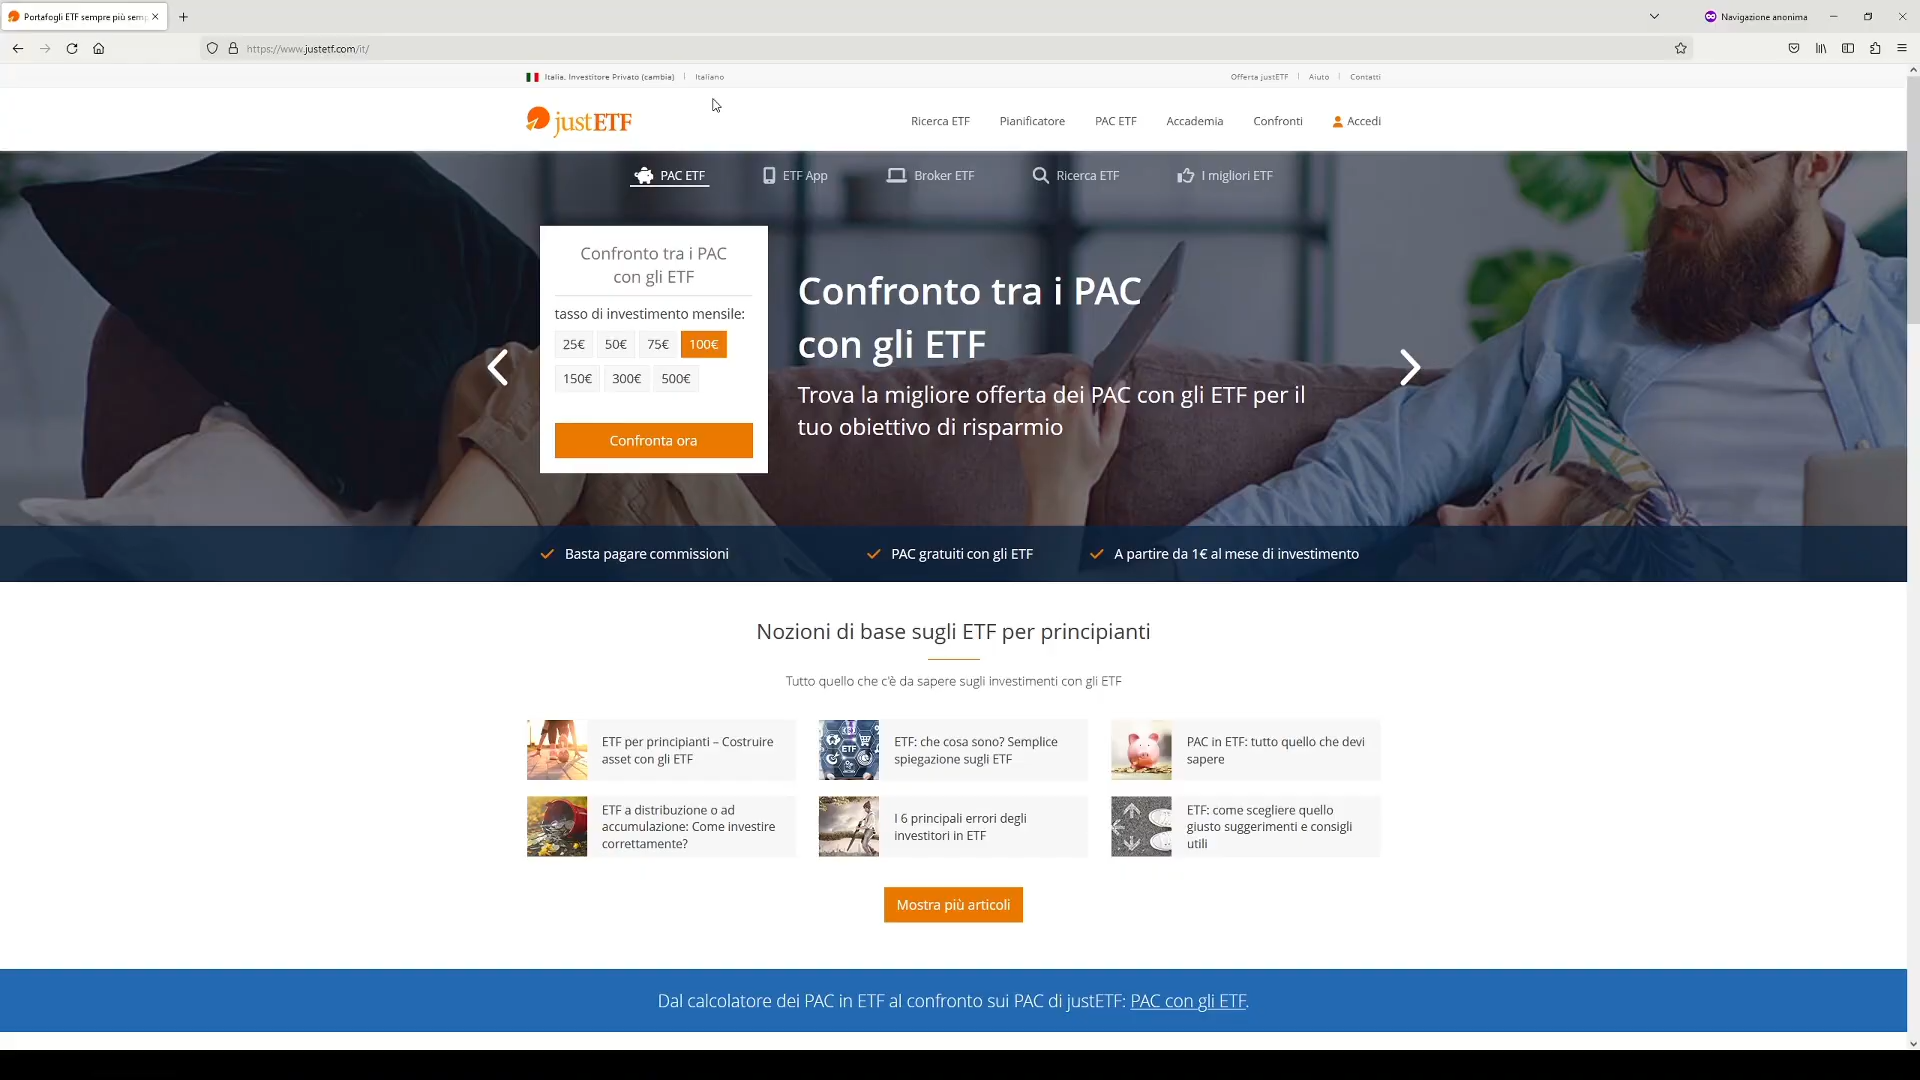 Portafogli ETF sempre più sem
Navigazione anonima
https://www.justetf.com/it/
Italia, Investitore Privato (cambia)
Italiano
Offerta justETF
Aiuto
Contatti
justETF
Ricerca ETF
Pianificatore
PAC ETF
Accademia
Confronti
Accedi
PAC ETF
ETF App
Broker ETF
Ricerca ETF
I migliori ETF
Confronto tra i PAC
con gli ETF
tasso di investimento mensile:
25€ 50€ 75€ 100€
150€ 300€ 500€
Confronta ora
Confronto tra i PAC
con gli ETF
Trova la migliore offerta dei PAC con gli ETF per il
tuo obiettivo di risparmio
Basta pagare commissioni
PAC gratuiti con gli ETF
A partire da 1€ al mese di investimento
Nozioni di base sugli ETF per principianti
Tutto quello che c'è da sapere sugli investimenti con gli ETF
ETF per principianti – Costruire
asset con gli ETF
ETF
ETF: che cosa sono? Semplice
spiegazione sugli ETF
PAC in ETF: tutto quello che devi
sapere
ETF a distribuzione o ad
accumulazione: Come investire
correttamente?
I 6 principali errori degli
investitori in ETF
ETF: come scegliere quello
giusto suggerimenti e consigli
utili
Mostra più articoli
Dal calcolatore dei PAC in ETF al confronto sui PAC di justETF: PAC con gli ETF.